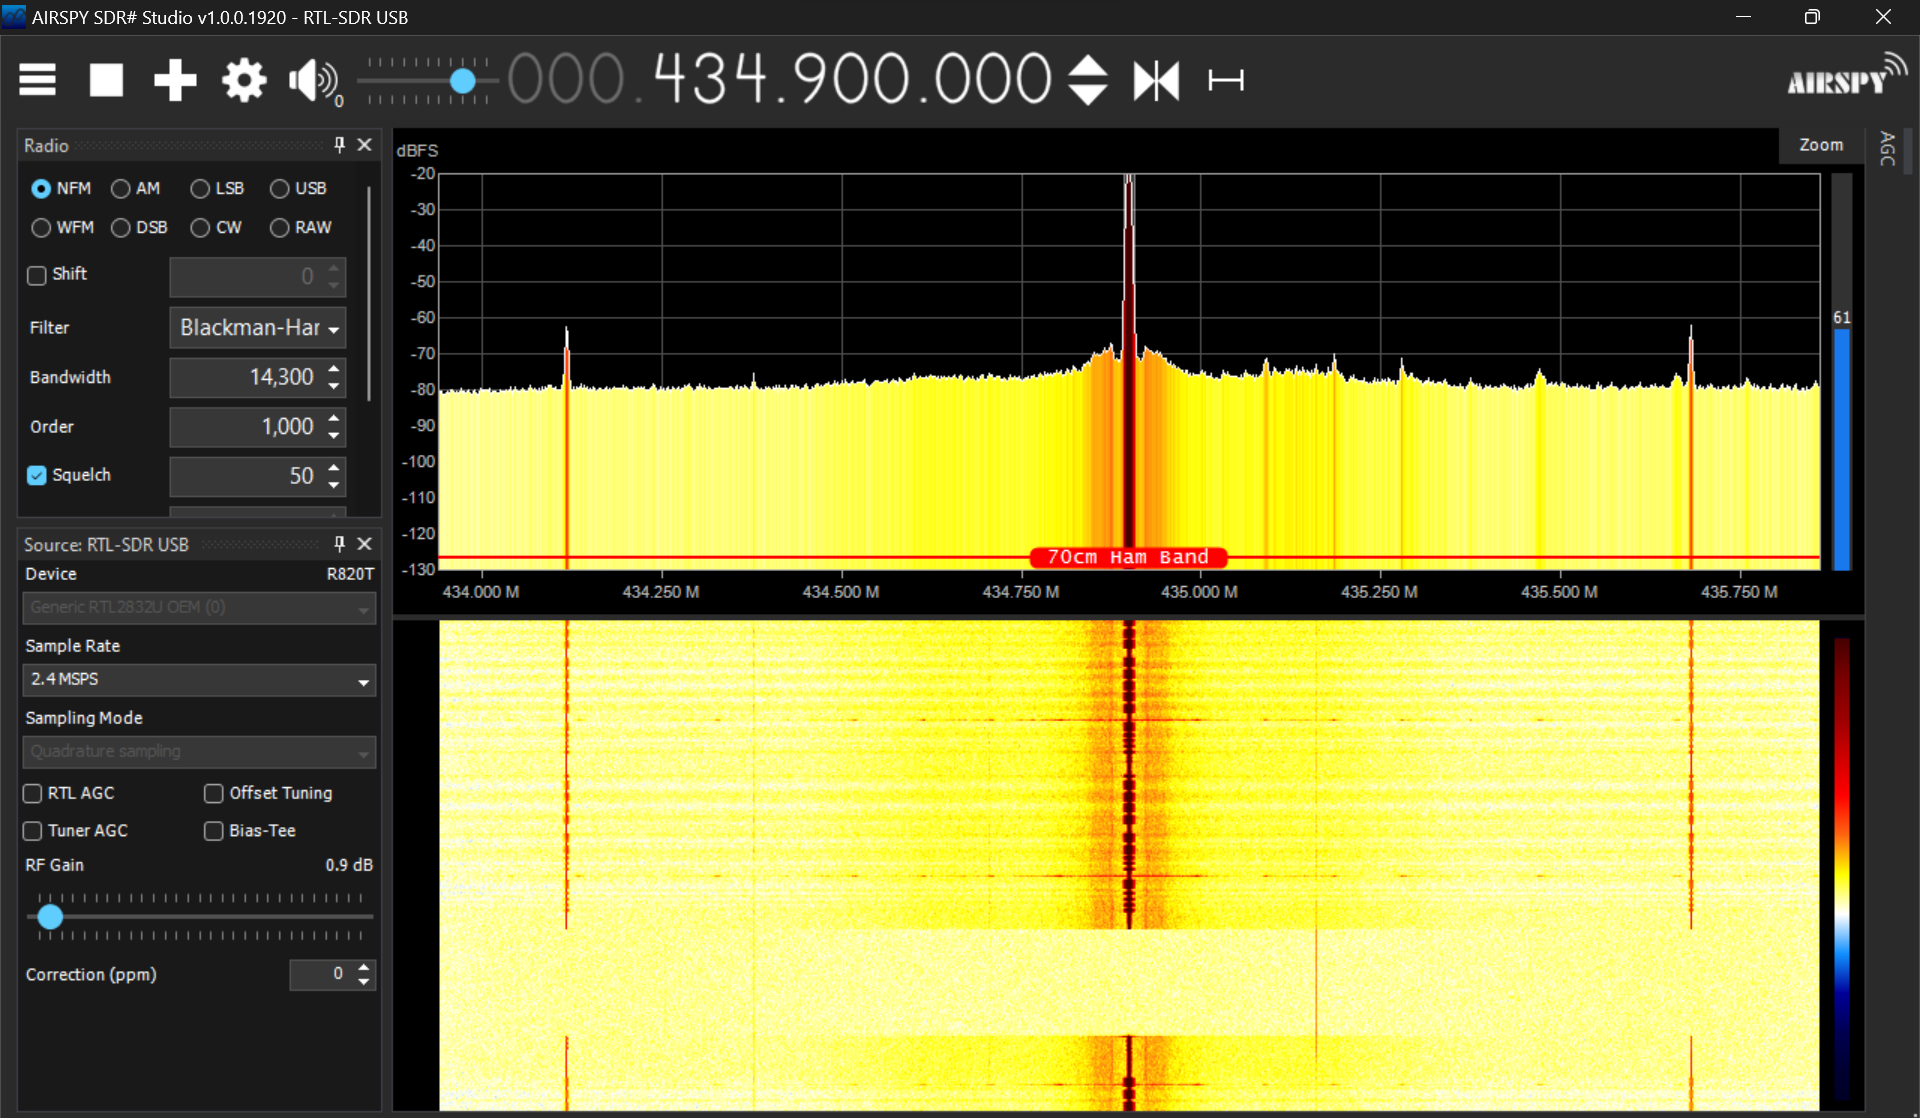 AIRSPY SDR# Studio v1.0.0.1920 - RTL-SDR USB
0
000.434.900.000
AIRSPY
Radio
NFM AM LSB USB
WFM DSB CW RAW
Shift 0
Filter Blackman-Har
Bandwidth 14,300
Order 1,000
Squelch 50
Source: RTL-SDR USB
Device R820T
Generic RTL2832U OEM (0)
Sample Rate
2.4 MSPS
Sampling Mode
Quadrature sampling
RTL AGC Offset Tuning
Tuner AGC Bias-Tee
RF Gain 0.9 dB
Correction (ppm) 0
dBFS
Zoom
AGC
-20
-30
-40
-50
-60
61
-70
-80
-90
-100
-110
-120
70cm Ham Band
-130
434.000 M 434.250 M 434.500 M 434.750 M 435.000 M 435.250 M 435.500 M 435.750 M